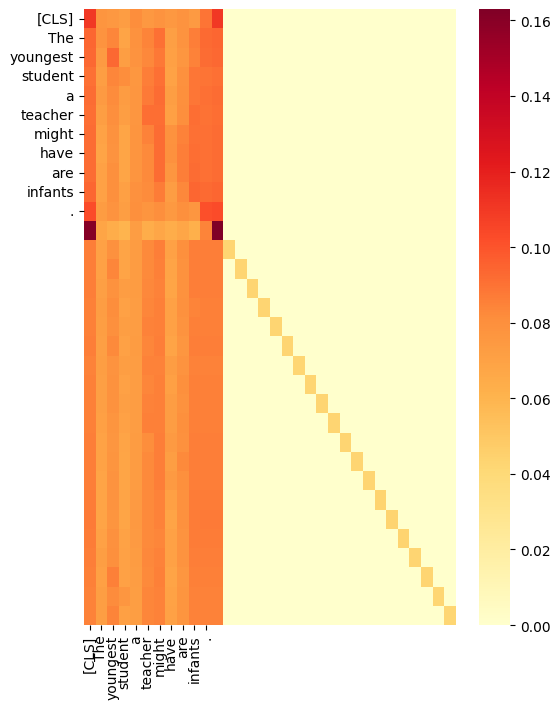 [CLS]
The
youngest
student
a
teacher
might
have
are
infants
.
0.16
0.14
0.12
0.10
0.08
0.06
0.04
0.02
0.00
[CLS]
The
youngest
student
a
teacher
might
have
are
infants
.